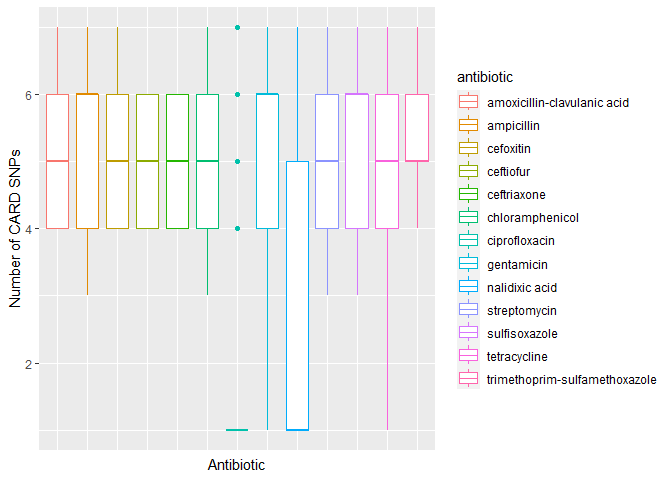 Number of CARD SNPs
6
4
2
Antibiotic
antibiotic
amoxicillin-clavulanic acid
ampicillin
cefoxitin
ceftiofur
ceftriaxone
chloramphenicol
ciprofloxacin
gentamicin
nalidixic acid
streptomycin
sulfisoxazole
tetracycline
trimethoprim-sulfamethoxazole